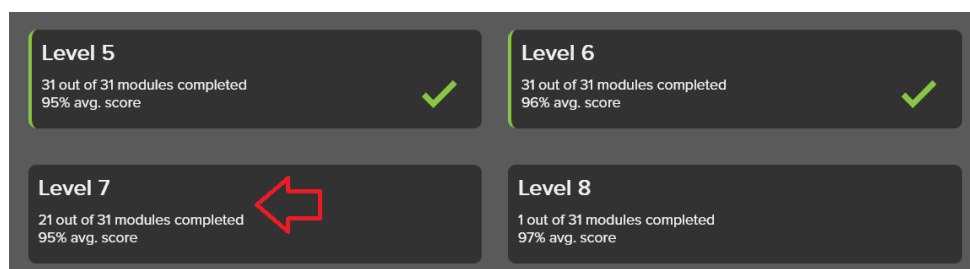 Level 5
31 out of 31 modules completed
95% avg. score
Level 6
31 out of 31 modules completed
96% avg. score
Level 7
21 out of 31 modules completed
95% avg. score
Level 8
1 out of 31 modules completed
97% avg. score